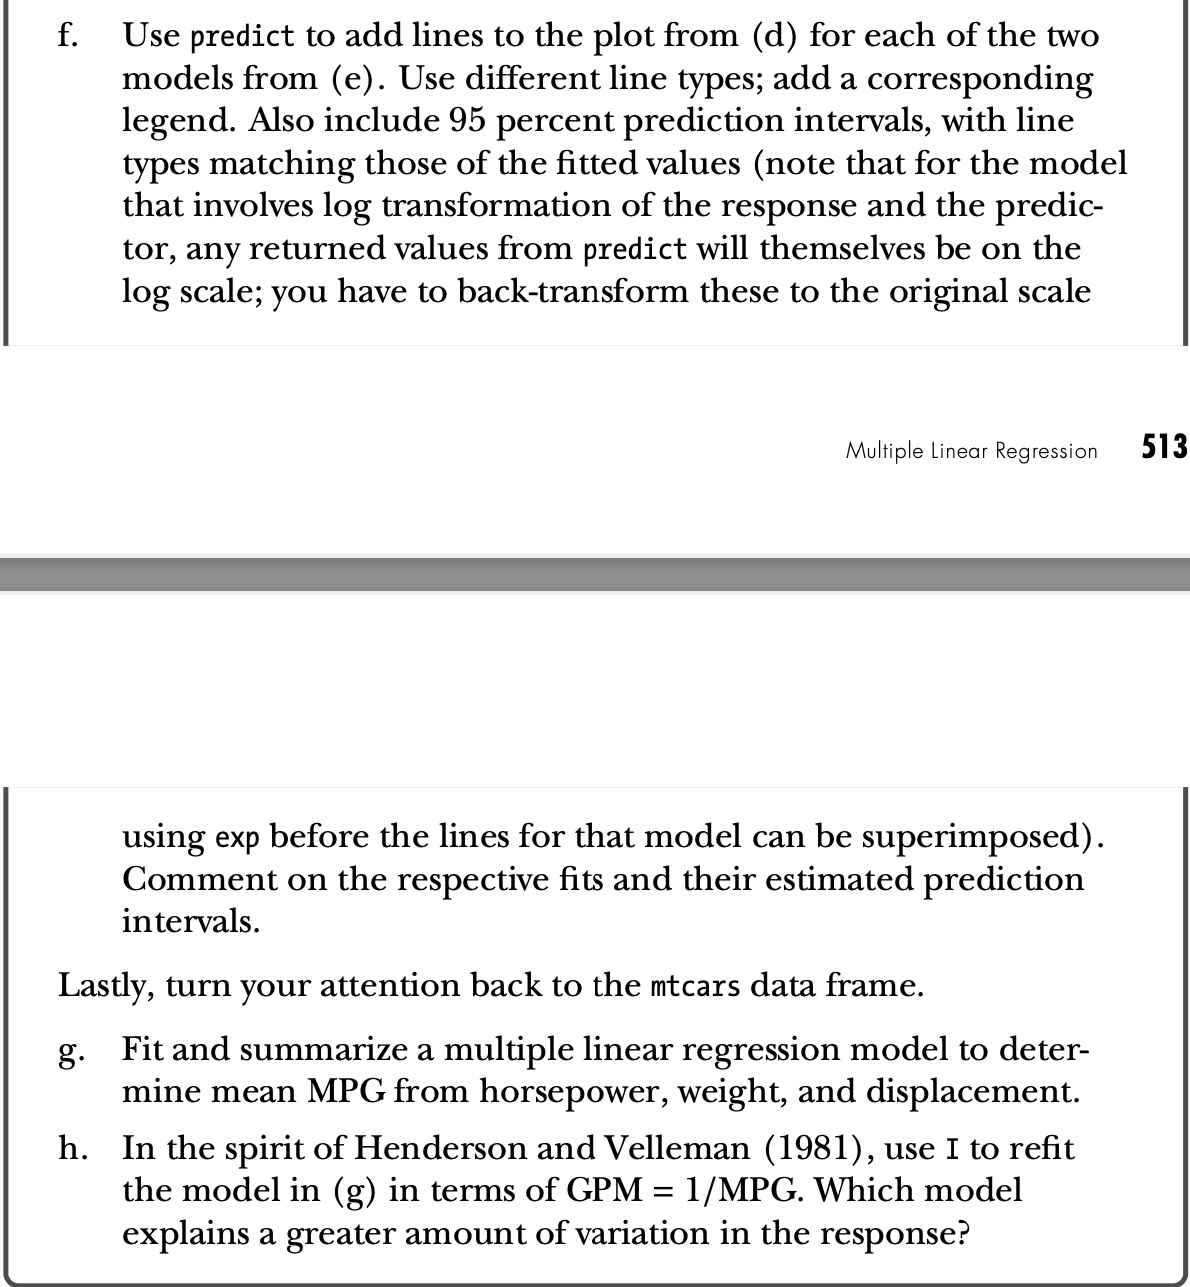 f. Use predict to add lines to the plot from (d) for each of the two
models from (e). Use different line types; add a corresponding
legend. Also include 95 percent prediction intervals, with line
types matching those of the fitted values (note that for the model
that involves log transformation of the response and the predic-
tor, any returned values from predict will themselves be on the
log scale; you have to back-transform these to the original scale
Multiple Linear Regression 513
using exp before the lines for that model can be superimposed).
Comment on the respective fits and their estimated prediction
intervals.
Lastly, turn your attention back to the mtcars data frame.
g. Fit and summarize a multiple linear regression model to deter-
mine mean MPG from horsepower, weight, and displacement.
h. In the spirit of Henderson and Velleman (1981), use I to refit
the model in (g) in terms of GPM = 1/MPG. Which model
explains a greater amount of variation in the response?